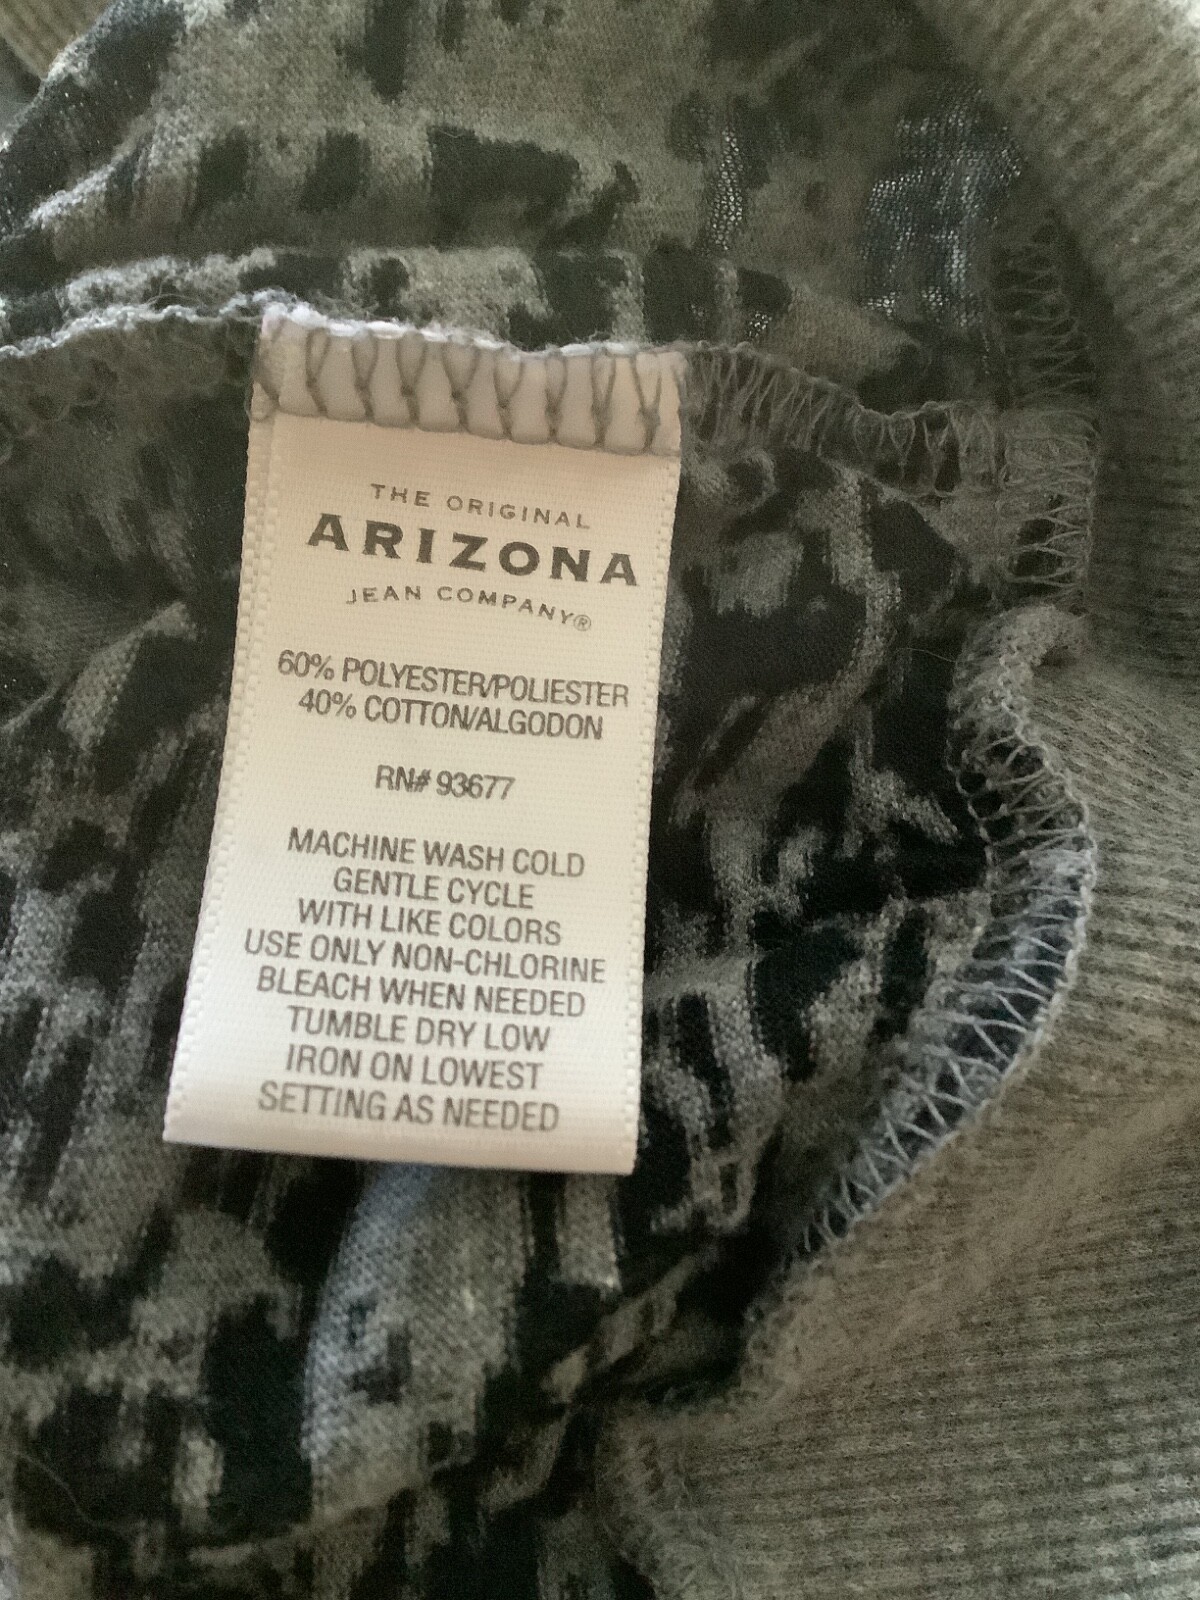 THE ORIGINAL
ARIZONA
JEAN COMPANY®
60% POLYESTER/POLIESTER
40% COTTON/ALGODON
RN# 93677
MACHINE WASH COLD
GENTLE CYCLE
WITH LIKE COLORS
USE ONLY NON-CHLORINE
BLEACH WHEN NEEDED
TUMBLE DRY LOW
IRON ON LOWEST
SETTING AS NEEDED